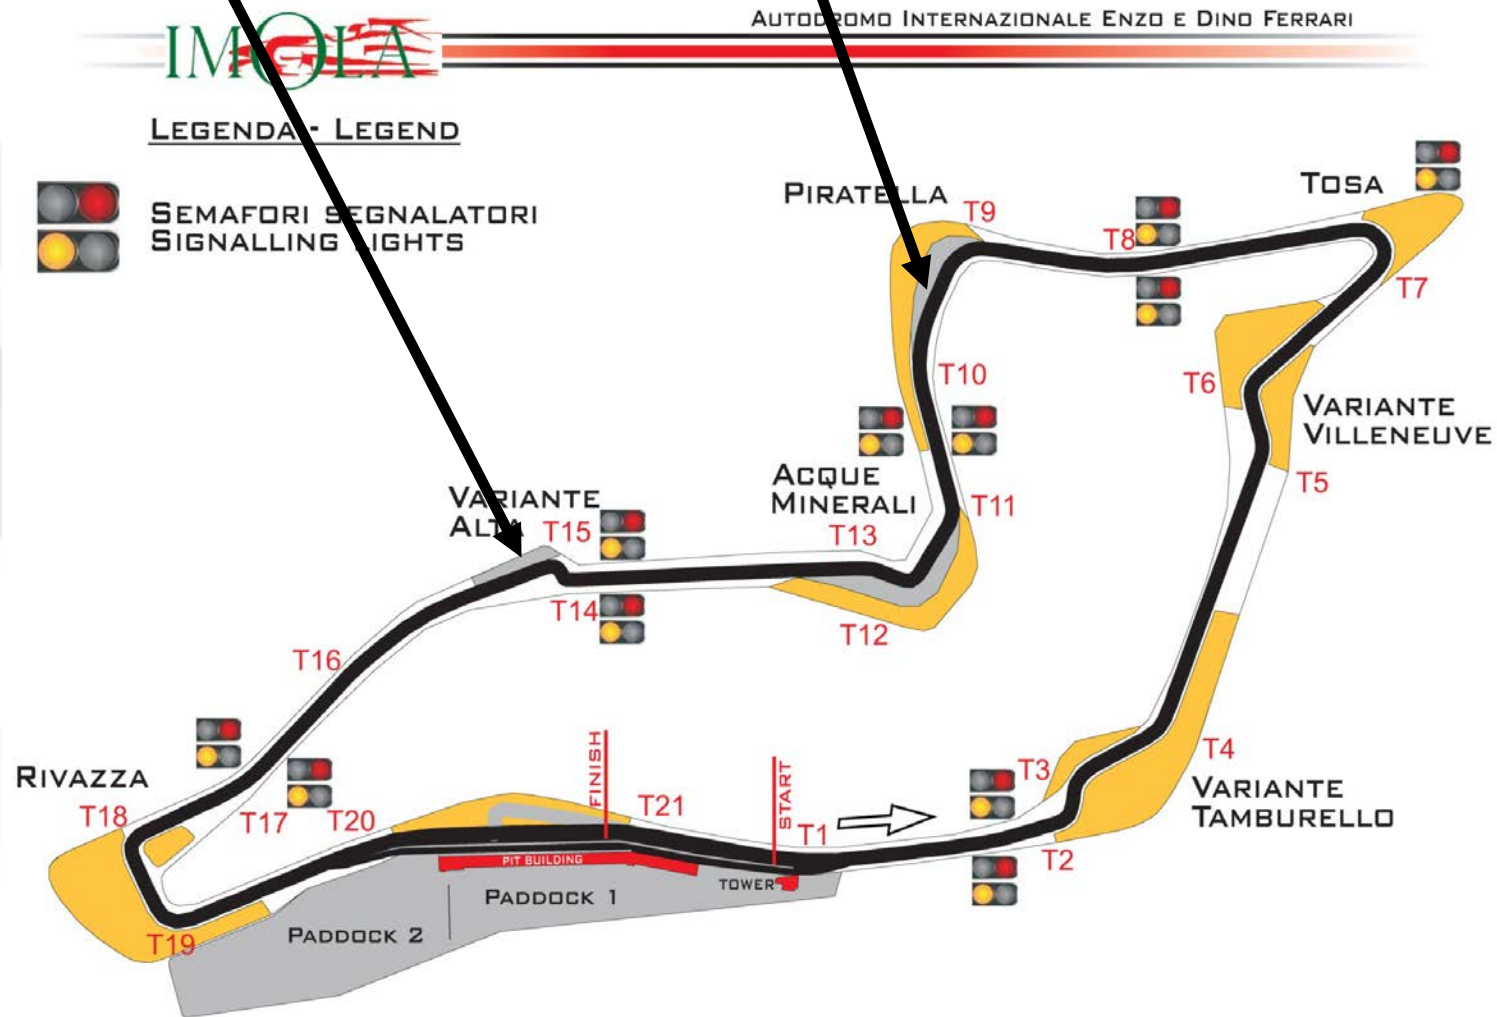 AUTODROMO INTERNAZIONALE ENZO E DINO FERRARI
IMOLA
LEGENDA - LEGEND
SEMAFORI SEGNALATORI
SIGNALLING LIGHTS
PIRATELLA
T9
T8
TOSA
T7
T10
T6
VARIANTE
VILLENEUVE
T5
ACQUE
MINERALI
T11
T13
T12
VARIANTE
ALTA
T15
T14
T16
RIVAZZA
T18
T17
T20
FINISH
T21
START
T1
T3
T4
VARIANTE
TAMBURELLO
T2
PIT BUILDING
TOWER
PADDOCK 1
PADDOCK 2
T19